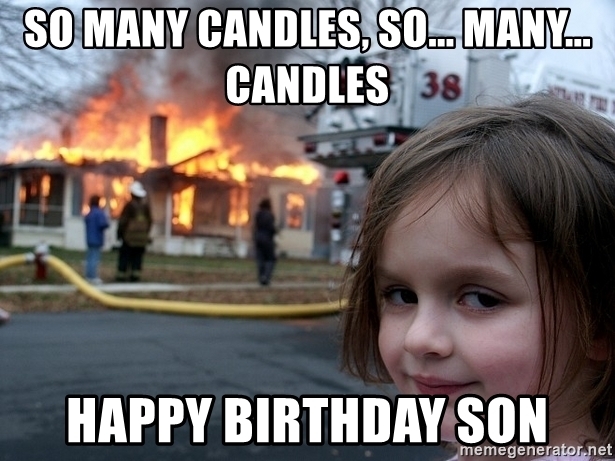 SO MANY CANDLES, SO... MANY...
CANDLES
38
HAPPY BIRTHDAY SON
memegenerator.net